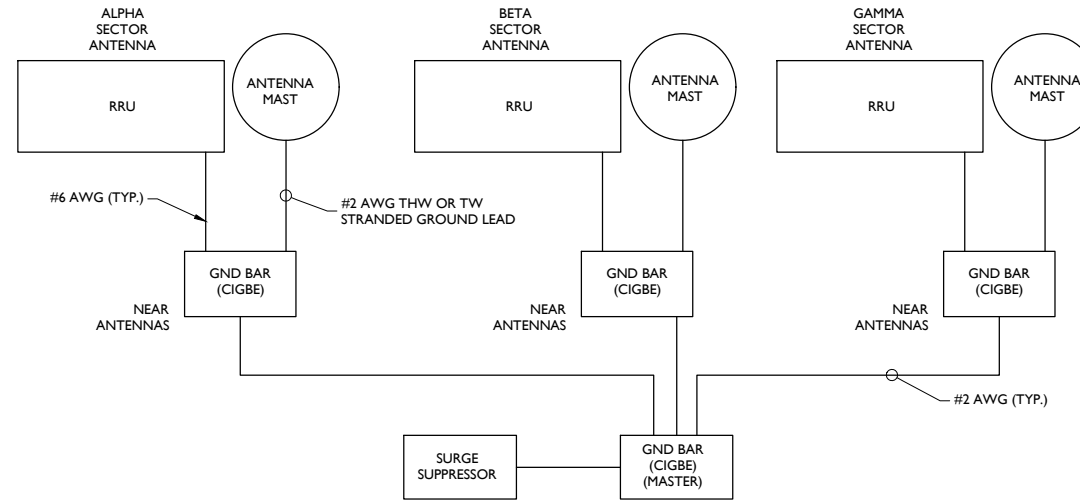 ALPHA
SECTOR
ANTENNA
BETA
SECTOR
ANTENNA
GAMMA
SECTOR
ANTENNA
RRU
ANTENNA
MAST
RRU
ANTENNA
MAST
RRU
ANTENNA
MAST
#6 AWG (TYP.)
#2 AWG THW OR TW
STRANDED GROUND LEAD
GND BAR
(CIGBE)
GND BAR
(CIGBE)
GND BAR
(CIGBE)
NEAR
ANTENNAS
NEAR
ANTENNAS
NEAR
ANTENNAS
#2 AWG (TYP.)
SURGE
SUPPRESSOR
GND BAR
(CIGBE)
(MASTER)